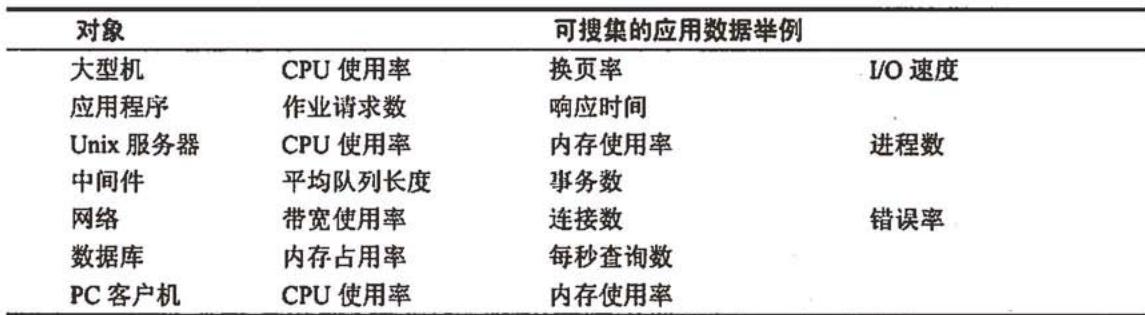 对象 可搜集的应用数据举例
大型机 CPU 使用率 换页率 I/O 速度
应用程序 作业请求数 响应时间
Unix 服务器 CPU 使用率 内存使用率 进程数
中间件 平均队列长度 事务数
网络 带宽使用率 连接数 错误率
数据库 内存占用率 每秒查询数
PC 客户机 CPU 使用率 内存使用率